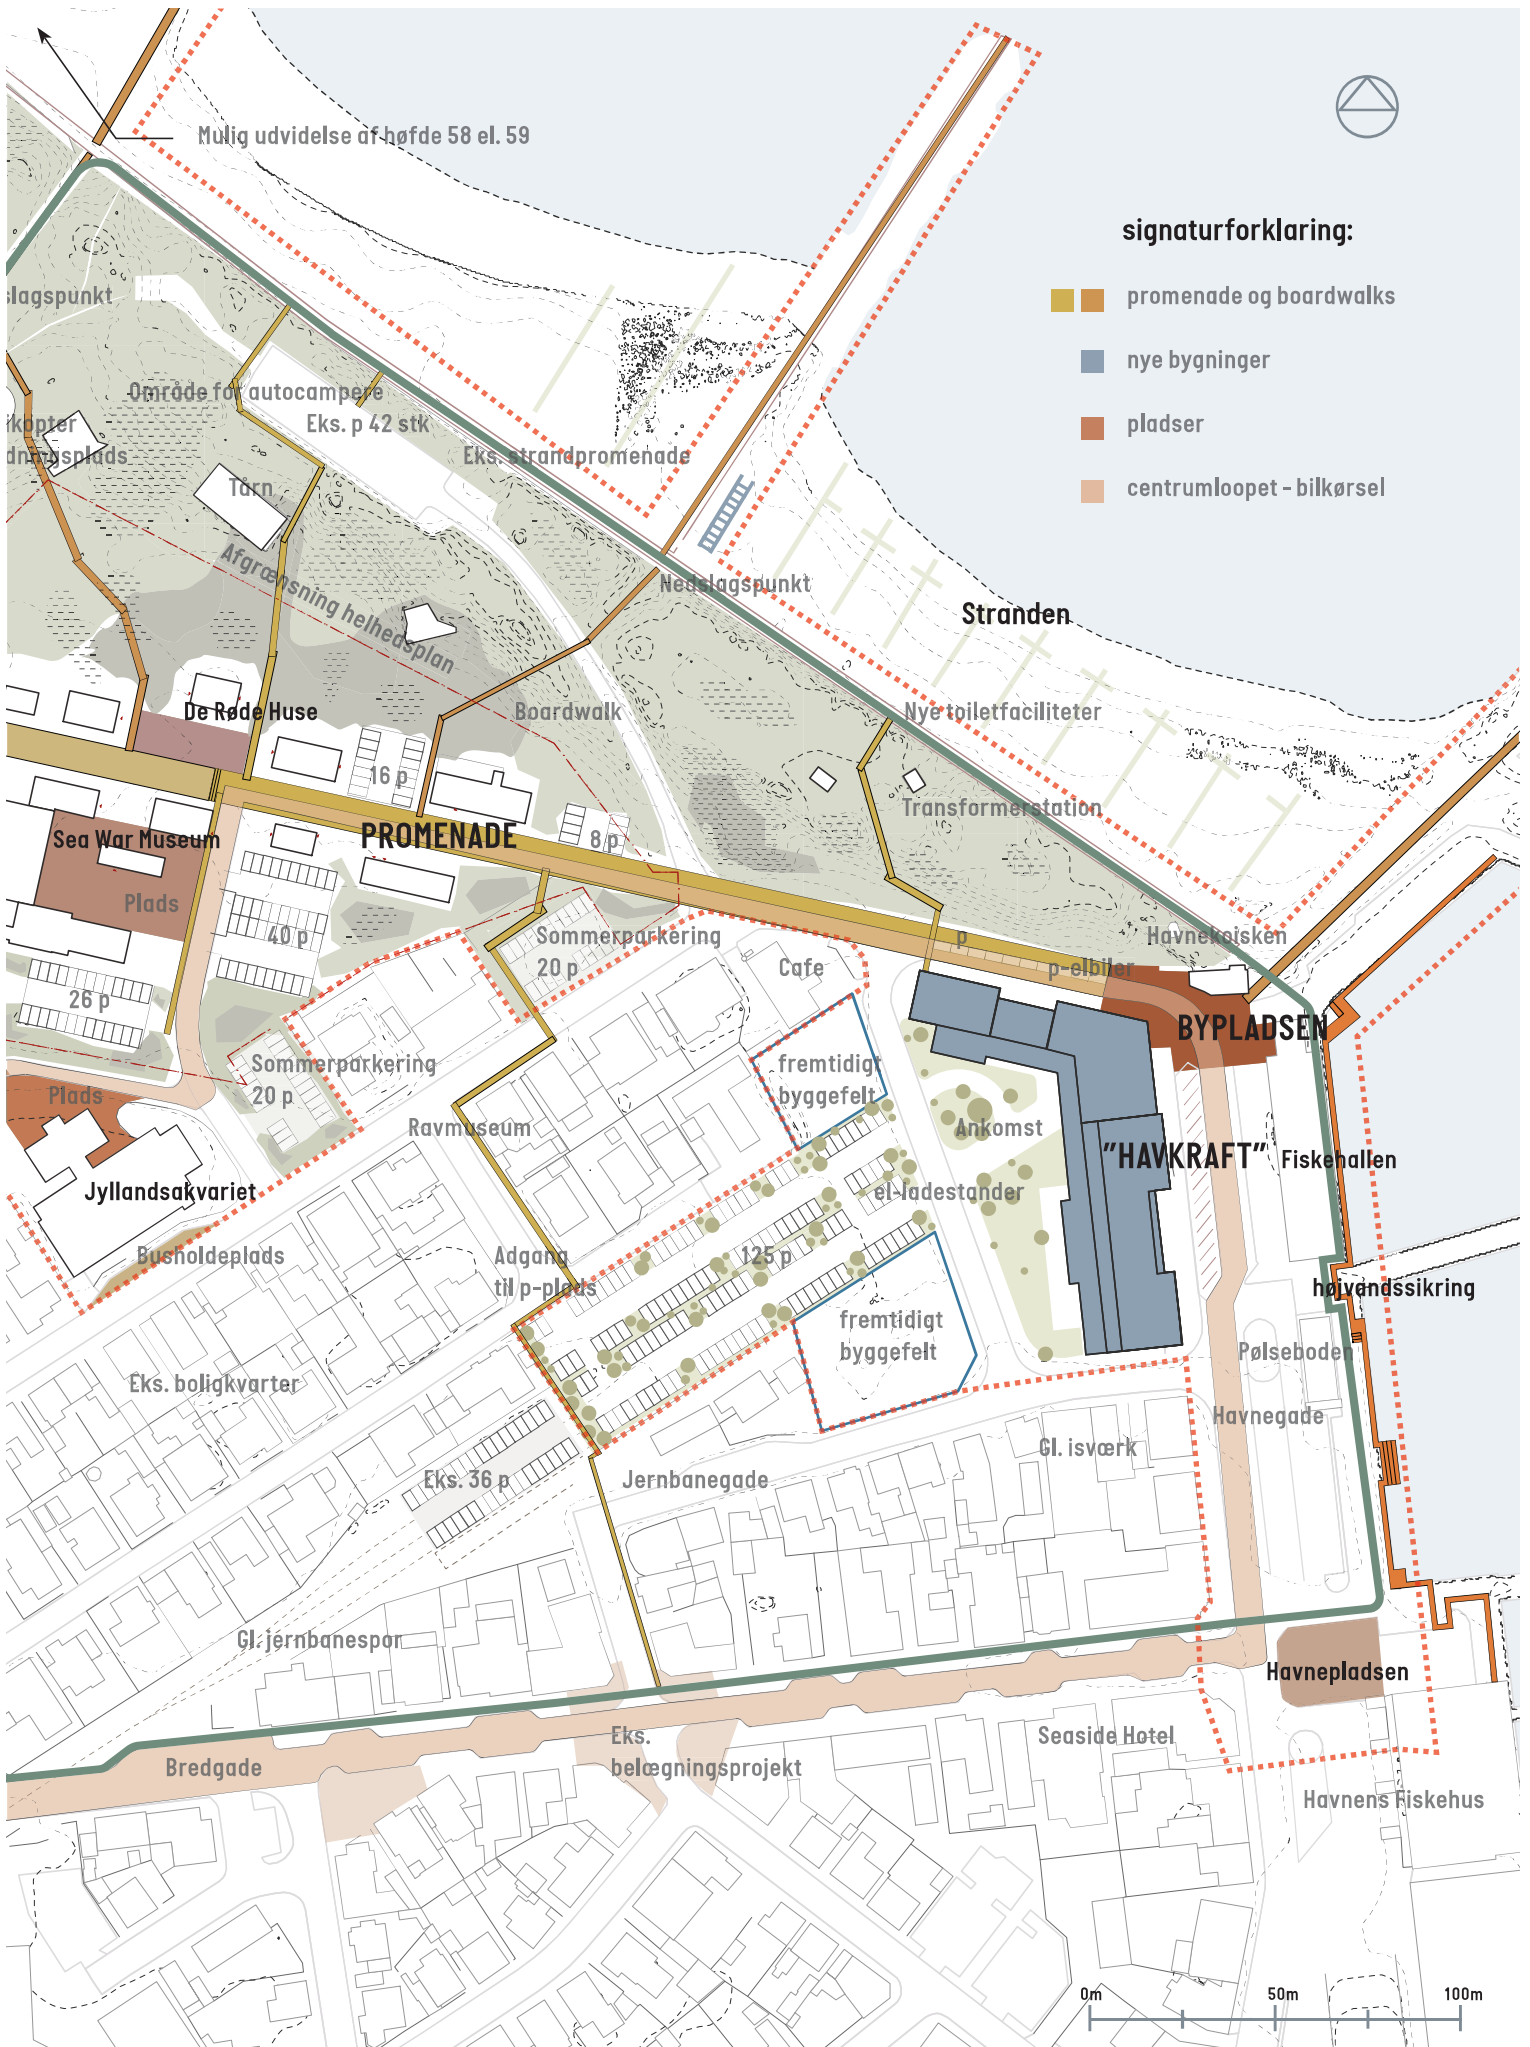 Mulig udvidelse af høfde 58 el. 59
signaturforklaring:
promenade og boardwalks
nye bygninger
pladser
centrumloopet - bilkørsel
slagspunkt
Område for autocampere
Eks. p 42 stk
Eks. strandpromenade
Tårn
Afgrænsning helhedsplan
Nedslagspunkt
Stranden
De Røde Huse
Boardwalk
Nye toiletfaciliteter
16 p
Transformerstation
Sea War Museum
PROMENADE
8 p
Plads
40 p
Sommerparkering
20 p
Cafe
p
p-elbiler
Havnekoisken
26 p
BYPLADSEN
Sommerparkering
20 p
fremtidigt
byggefelt
Plads
Ravmuseum
Ankomst
"HAVKRAFT"
Fiskehallen
Jyllandsakvariet
el-ladestander
Busholdeplads
Adgang
til p-plads
125 p
højvandssikring
fremtidigt
byggefelt
Pølseboden
Eks. boligkvarter
Havnegade
Gl. isværk
Eks. 36 p
Jernbanegade
Gl. jernbanespor
Havnepladsen
Eks.
belægningsprojekt
Seaside Hotel
Bredgade
Havnens Fiskehus
0m
50m
100m